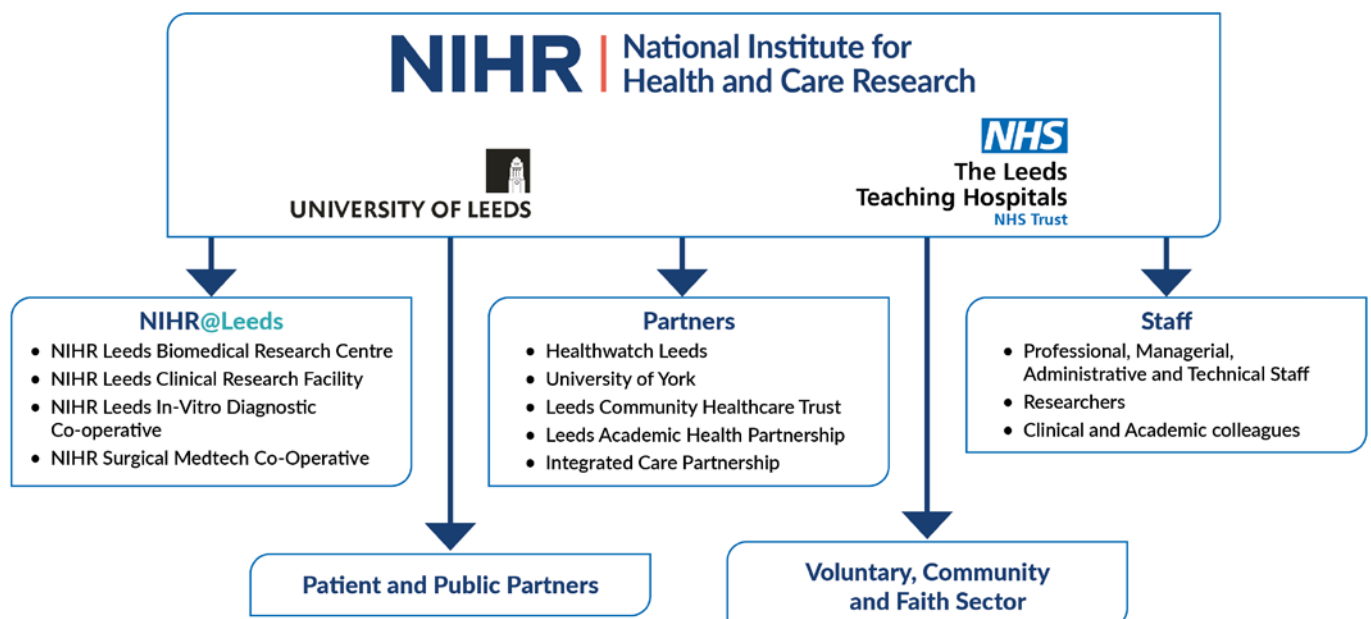 NIHR | National Institute for
Health and Care Research
UNIVERSITY OF LEEDS
NHS
The Leeds
Teaching Hospitals
NHS Trust
NIHR@Leeds
• NIHR Leeds Biomedical Research Centre
• NIHR Leeds Clinical Research Facility
• NIHR Leeds In-Vitro Diagnostic
Co-operative
• NIHR Surgical Medtech Co-Operative
Partners
• Healthwatch Leeds
• University of York
• Leeds Community Healthcare Trust
• Leeds Academic Health Partnership
• Integrated Care Partnership
Staff
• Professional, Managerial,
Administrative and Technical Staff
• Researchers
• Clinical and Academic colleagues
Patient and Public Partners
Voluntary, Community
and Faith Sector